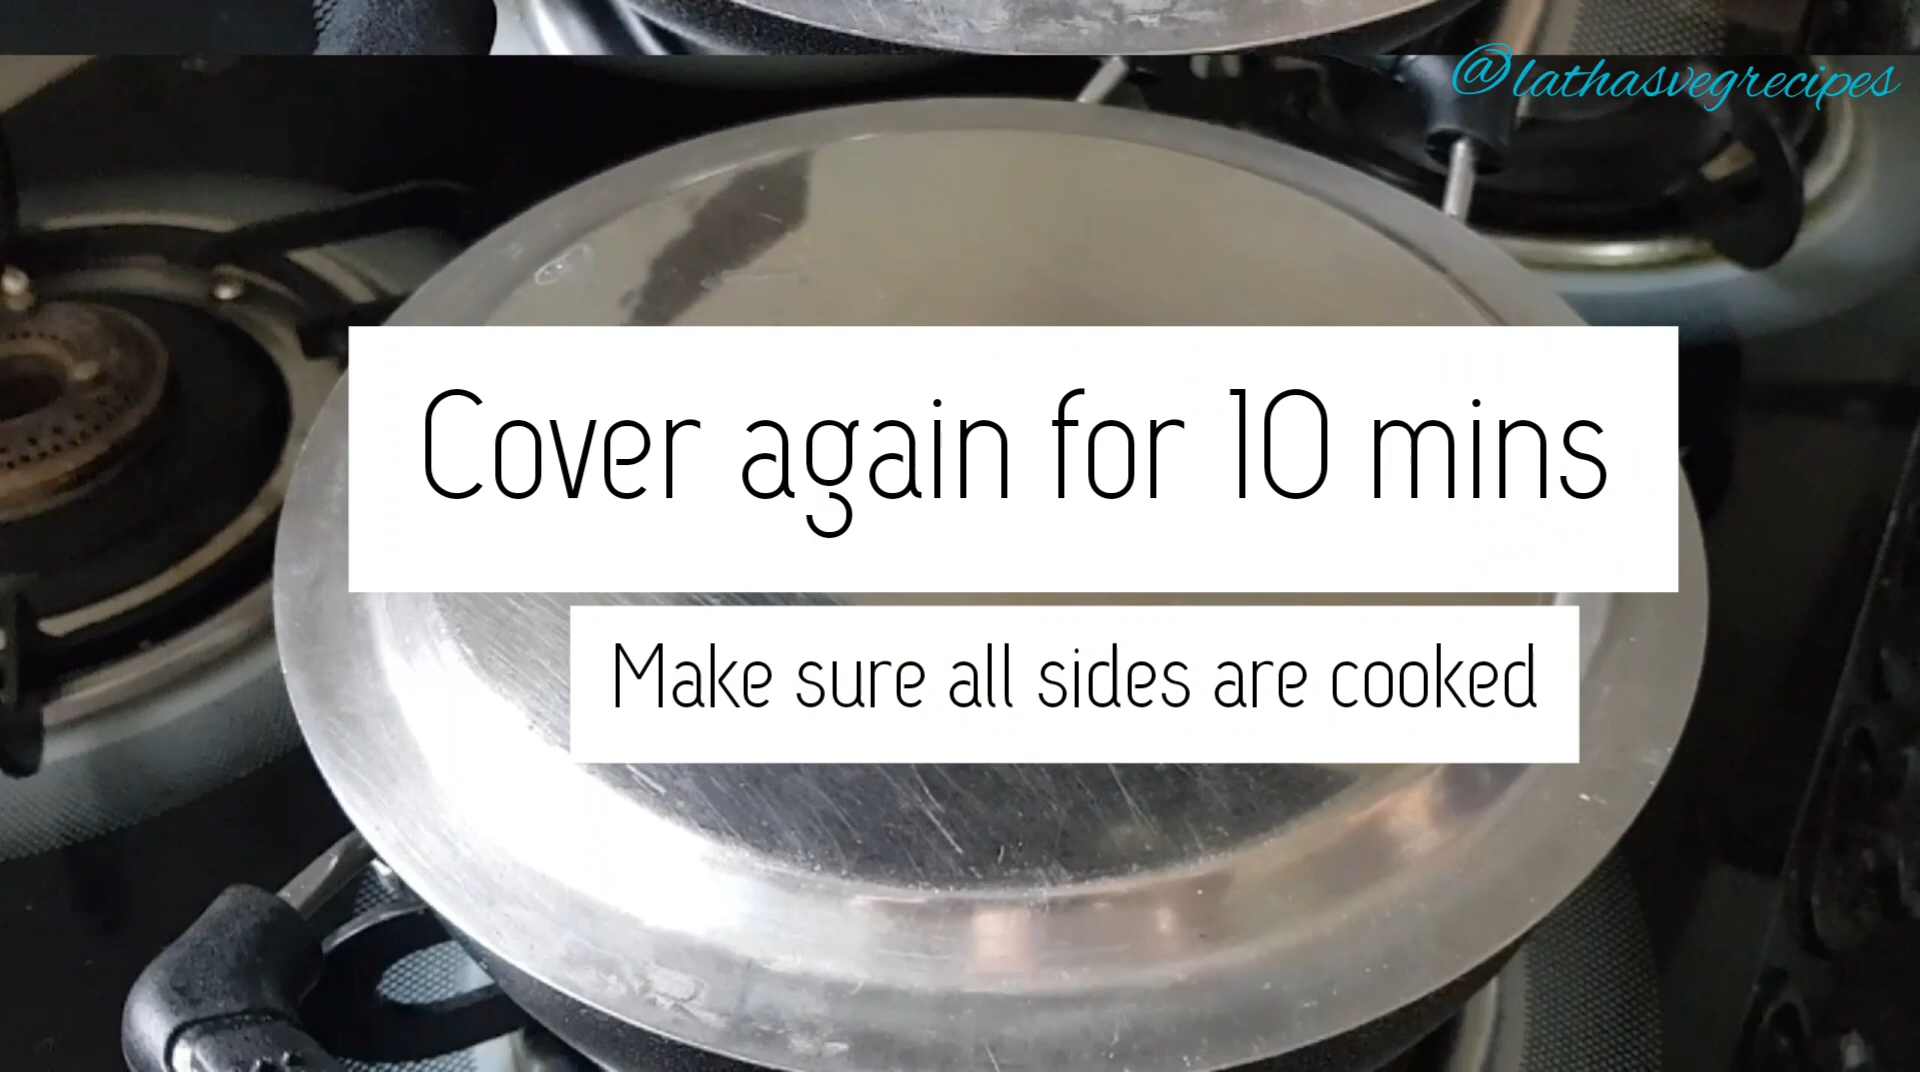 @lathasvegrecipes
Cover again for 10 mins
Make sure all sides are cooked